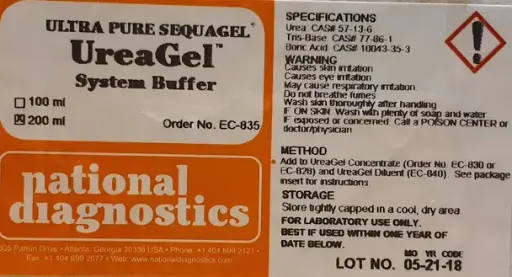 ULTRA PURE SEQUAGEL®
UreaGel™
System Buffer
100 ml
200 ml
Order No. EC-835
national
diagnostics
305 Patton Drive • Atlanta, Georgia 30336 USA • Phone: +1 404 699 2121 •
Fax: +1 404 699 2077 • Web: www.nationaldiagnostics.com
SPECIFICATIONS
Urea CAS# 57-13-6
Tris-Base CAS# 77-86-1
Boric Acid CAS# 10043-35-3
WARNING
Causes skin irritation
Causes eye irritation
May cause respiratory irritation.
Do not breathe fumes
Wash skin thoroughly after handling
IF ON SKIN: Wash with plenty of soap and water
IF exposed or concerned: Call a POISON CENTER or
doctor/physician
METHOD
Add to UreaGel Concentrate (Order No. EC-830 or
EC-828) and UreaGel Diluent (EC-840). See package
insert for instructions.
STORAGE
Store tightly capped in a cool, dry area
FOR LABORATORY USE ONLY.
BEST IF USED WITHIN ONE YEAR OF
DATE BELOW.
MO YR CODE
LOT NO. 05-21-18